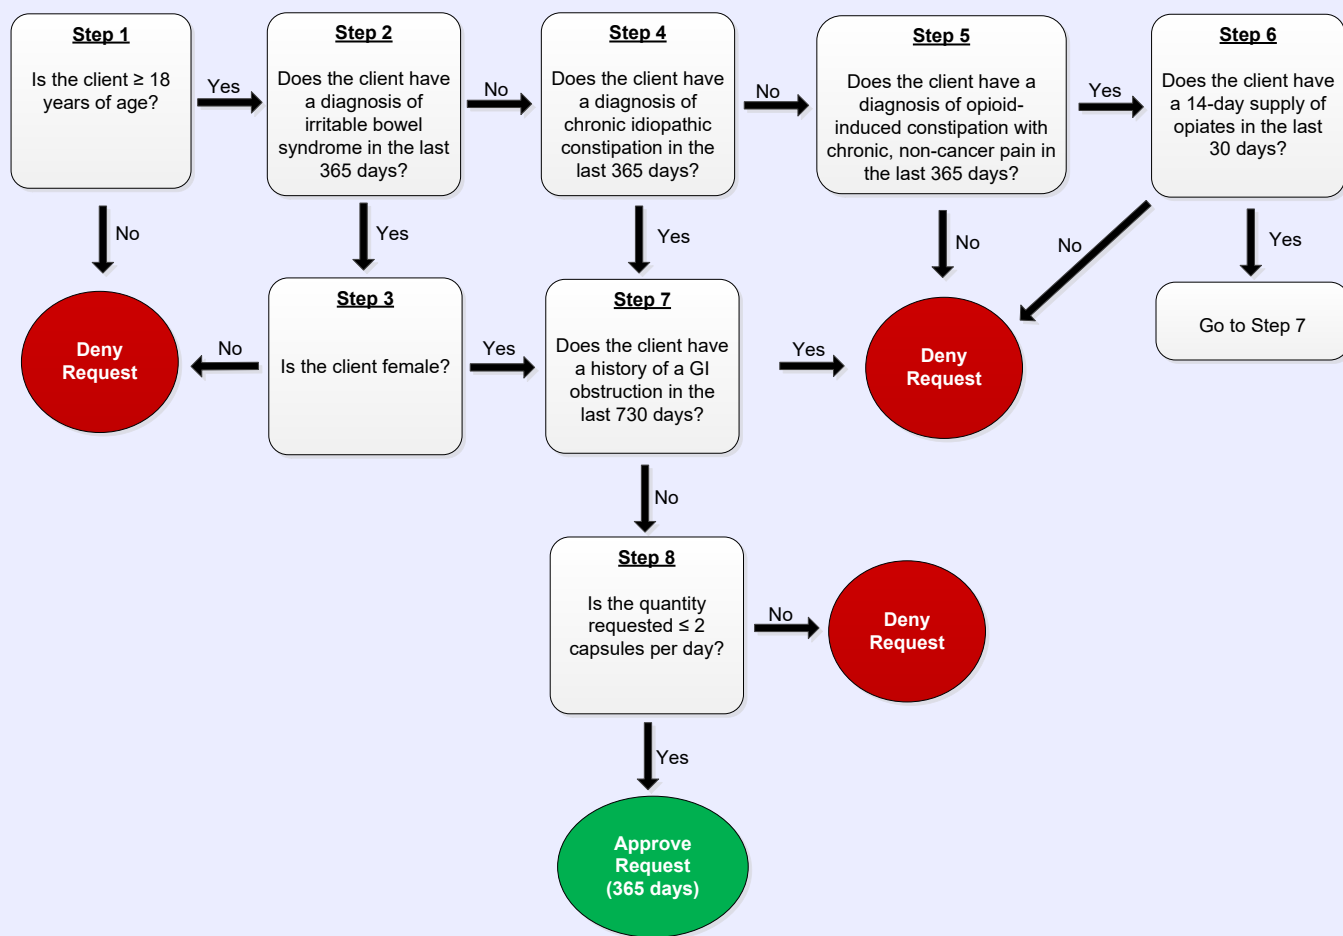 Step 1
Is the client ≥ 18
years of age?
Yes
No
Step 2
Does the client have
a diagnosis of
irritable bowel
syndrome in the last
365 days?
No
Yes
Step 4
Does the client have
a diagnosis of
chronic idiopathic
constipation in the
last 365 days?
No
Yes
Step 5
Does the client have a
diagnosis of opioid-
induced constipation with
chronic, non-cancer pain in
the last 365 days?
Yes
No
Step 6
Does the client have
a 14-day supply of
opiates in the last
30 days?
No
Yes
Deny
Request
No
Step 3
Is the client female?
Yes
Step 7
Does the client have
a history of a GI
obstruction in the
last 730 days?
Yes
No
Deny
Request
Go to Step 7
Step 8
Is the quantity
requested ≤ 2
capsules per day?
No
Yes
Deny
Request
Approve
Request
(365 days)